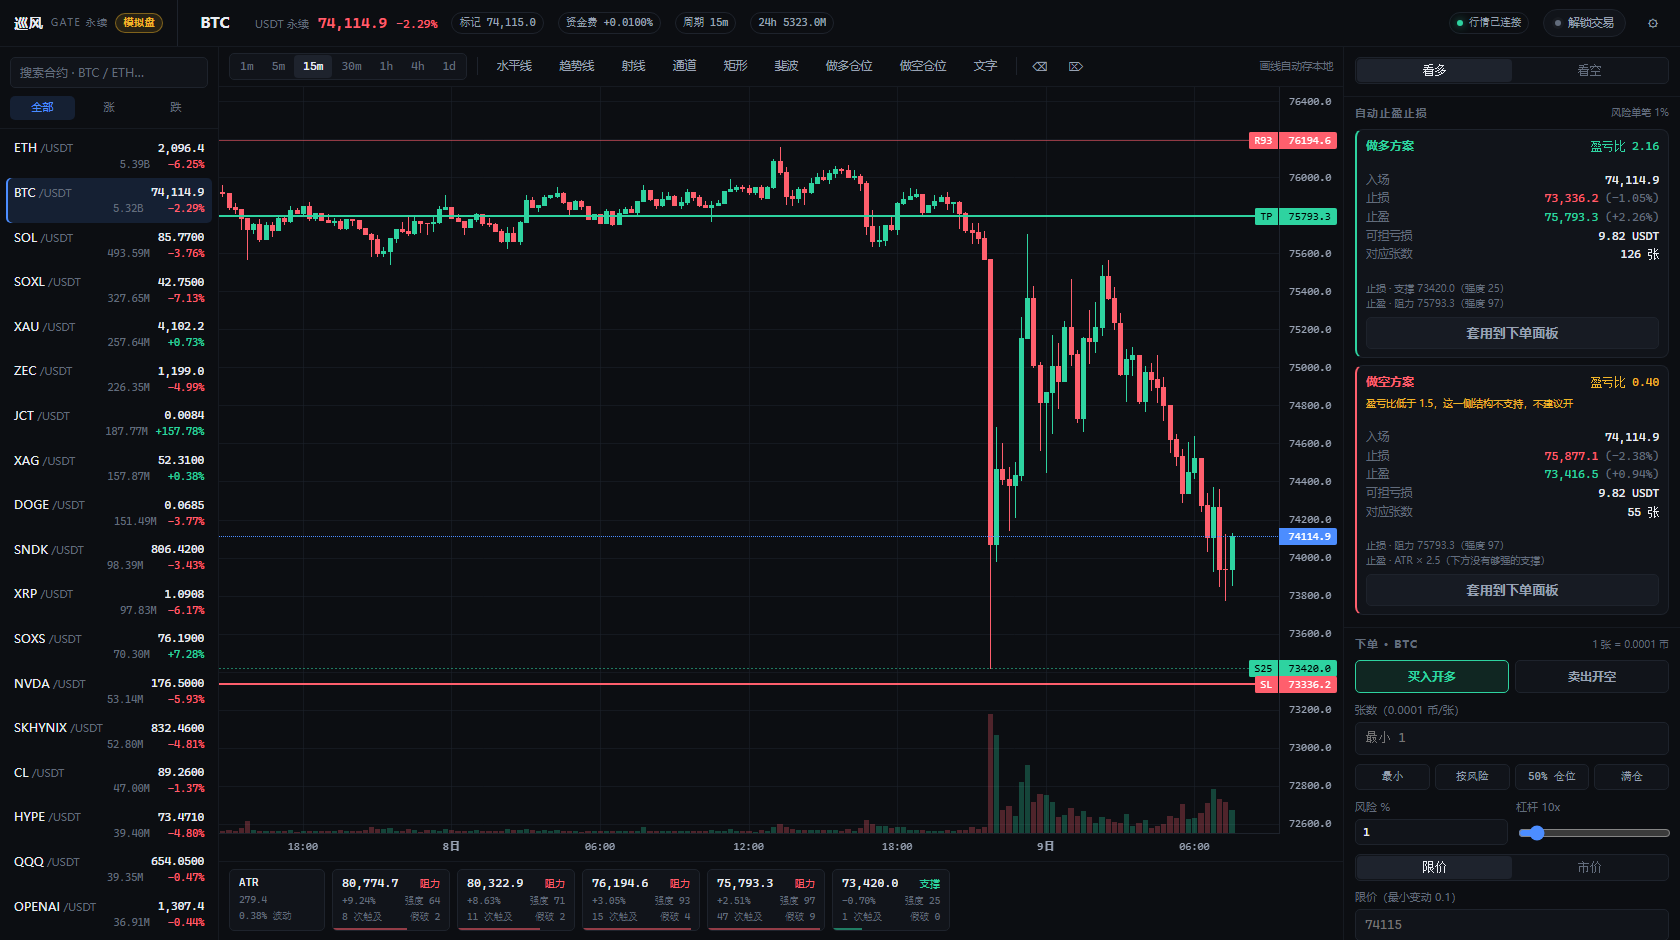 巡风 GATE 永续 模拟盘
BTC USDT 永续 74,114.9 −2.29% 标记 74,115.0 资金费 +0.0100% 周期 15m 24h 5323.0M
行情已连接 解锁交易
搜索合约 · BTC / ETH...
全部 涨 跌
ETH /USDT 2,096.4
5.39B −6.25%
BTC /USDT 74,114.9
5.32B −2.29%
SOL /USDT 85.7700
493.59M −3.76%
SOXL /USDT 42.7500
327.65M −7.13%
XAU /USDT 4,102.2
257.64M +0.73%
ZEC /USDT 1,199.0
226.35M −4.99%
JCT /USDT 0.0084
187.77M +157.78%
XAG /USDT 52.3100
157.87M +0.38%
DOGE /USDT 0.0685
151.49M −3.77%
SNDK /USDT 806.4200
98.39M −3.43%
XRP /USDT 1.0908
97.83M −6.17%
SOXS /USDT 76.1900
70.30M +7.28%
NVDA /USDT 176.5000
53.14M −5.93%
SKHYNIX /USDT 832.4600
52.80M −4.81%
CL /USDT 89.2600
47.00M −1.37%
HYPE /USDT 73.4710
39.40M −4.80%
QQQ /USDT 654.0500
39.35M −0.47%
OPENAI /USDT 1,307.4
36.91M −0.44%
1m 5m 15m 30m 1h 4h 1d 水平线 趋势线 射线 通道 矩形 斐波 做多仓位 做空仓位 文字 画线自动存本地
76400.0
R93 76194.6
76000.0
TP 75793.3
75600.0
75400.0
75200.0
75000.0
74800.0
74600.0
74400.0
74200.0
74114.9
74000.0
73800.0
73600.0
S25 73420.0
SL 73336.2
73200.0
73000.0
72800.0
72600.0
18:00 8日 06:00 12:00 18:00 9日 06:00
ATR
279.4
0.38% 波动
80,774.7 阻力
+9.24% 强度 64
8 次触及 假破 2
80,322.9 阻力
+8.63% 强度 71
11 次触及 假破 2
76,194.6 阻力
+3.05% 强度 93
15 次触及 假破 4
75,793.3 阻力
+2.51% 强度 97
47 次触及 假破 9
73,420.0 支撑
−0.70% 强度 25
1 次触及 假破 0
看多 看空
自动止盈止损 风险单笔 1%
做多方案 盈亏比 2.16
入场 74,114.9
止损 73,336.2 (−1.05%)
止盈 75,793.3 (+2.26%)
可担亏损 9.82 USDT
对应张数 126 张
止损 · 支撑 73420.0（强度 25）
止盈 · 阻力 75793.3（强度 97）
套用到下单面板
做空方案 盈亏比 0.40
盈亏比低于 1.5，这一侧结构不支持，不建议开
入场 74,114.9
止损 75,877.1 (−2.38%)
止盈 73,416.5 (+0.94%)
可担亏损 9.82 USDT
对应张数 55 张
止损 · 阻力 75793.3（强度 97）
止盈 · ATR × 2.5（下方没有够强的支撑）
套用到下单面板
下单 · BTC 1 张 = 0.0001 币
买入开多 卖出开空
张数（0.0001 币/张）
最小 1
最小 按风险 50% 仓位 满仓
风险 % 杠杆 10x
1
限价 市价
限价（最小变动 0.1）
74115